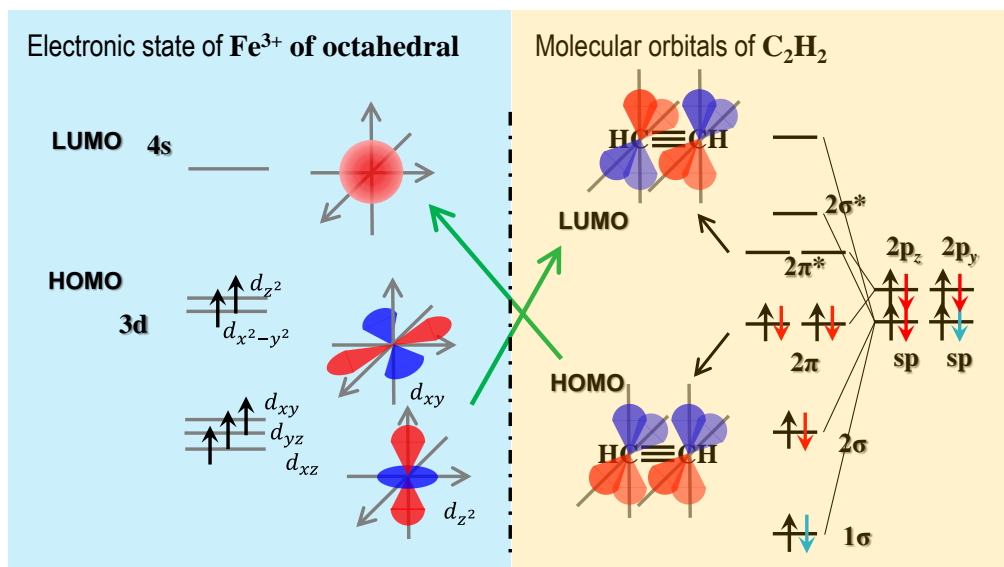 Electronic state of Fe³⁺ of octahedral
LUMO 4s
HOMO
3d
d_{z²}
d_{x²−y²}
d_{xy}
d_{yz}
d_{xz}
d_{xy}
d_{z²}
Molecular orbitals of C₂H₂
HC≡CH
LUMO
2σ*
2π*
2p_z 2p_y
2π
sp sp
HOMO
HC≡CH
2σ
1σ